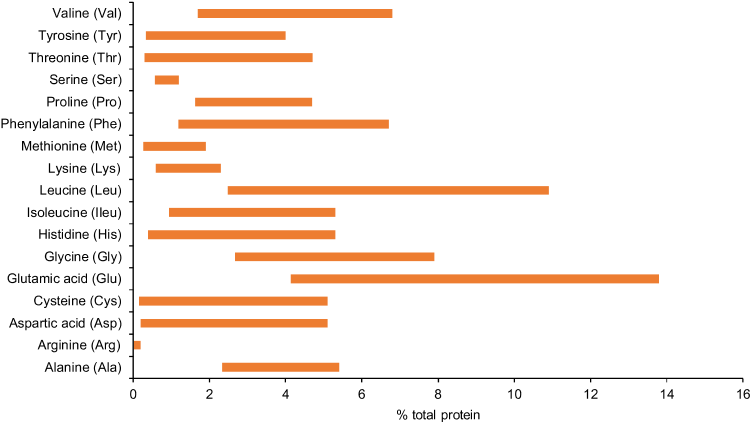 Valine (Val)
Tyrosine (Tyr)
Threonine (Thr)
Serine (Ser)
Proline (Pro)
Phenylalanine (Phe)
Methionine (Met)
Lysine (Lys)
Leucine (Leu)
Isoleucine (Ileu)
Histidine (His)
Glycine (Gly)
Glutamic acid (Glu)
Cysteine (Cys)
Aspartic acid (Asp)
Arginine (Arg)
Alanine (Ala)
0 2 4 6 8 10 12 14 16
% total protein